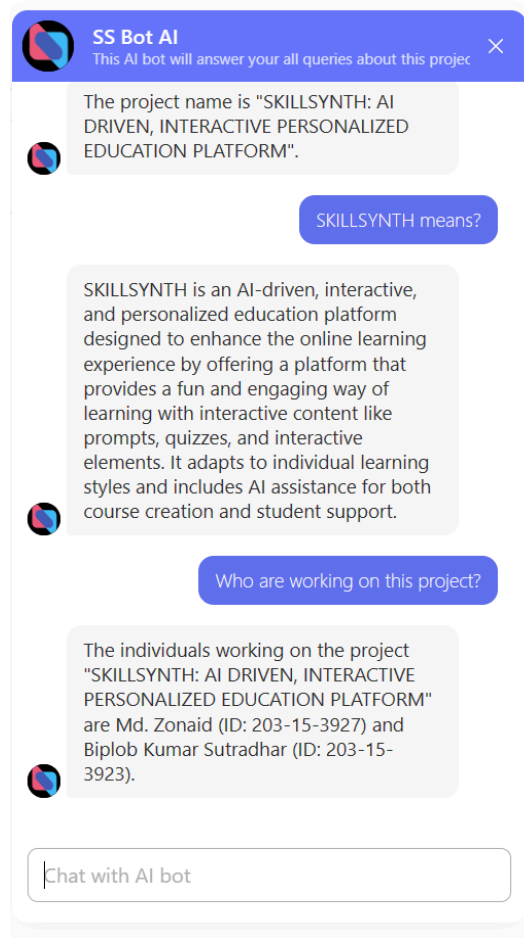 SS Bot AI
This AI bot will answer your all queries about this projec
The project name is "SKILLSYNTH: AI
DRIVEN, INTERACTIVE PERSONALIZED
EDUCATION PLATFORM".
SKILLSYNTH means?
SKILLSYNTH is an AI-driven, interactive,
and personalized education platform
designed to enhance the online learning
experience by offering a platform that
provides a fun and engaging way of
learning with interactive content like
prompts, quizzes, and interactive
elements. It adapts to individual learning
styles and includes AI assistance for both
course creation and student support.
Who are working on this project?
The individuals working on the project
"SKILLSYNTH: AI DRIVEN, INTERACTIVE
PERSONALIZED EDUCATION PLATFORM"
are Md. Zonaid (ID: 203-15-3927) and
Biplob Kumar Sutradhar (ID: 203-15-
3923).
Chat with AI bot